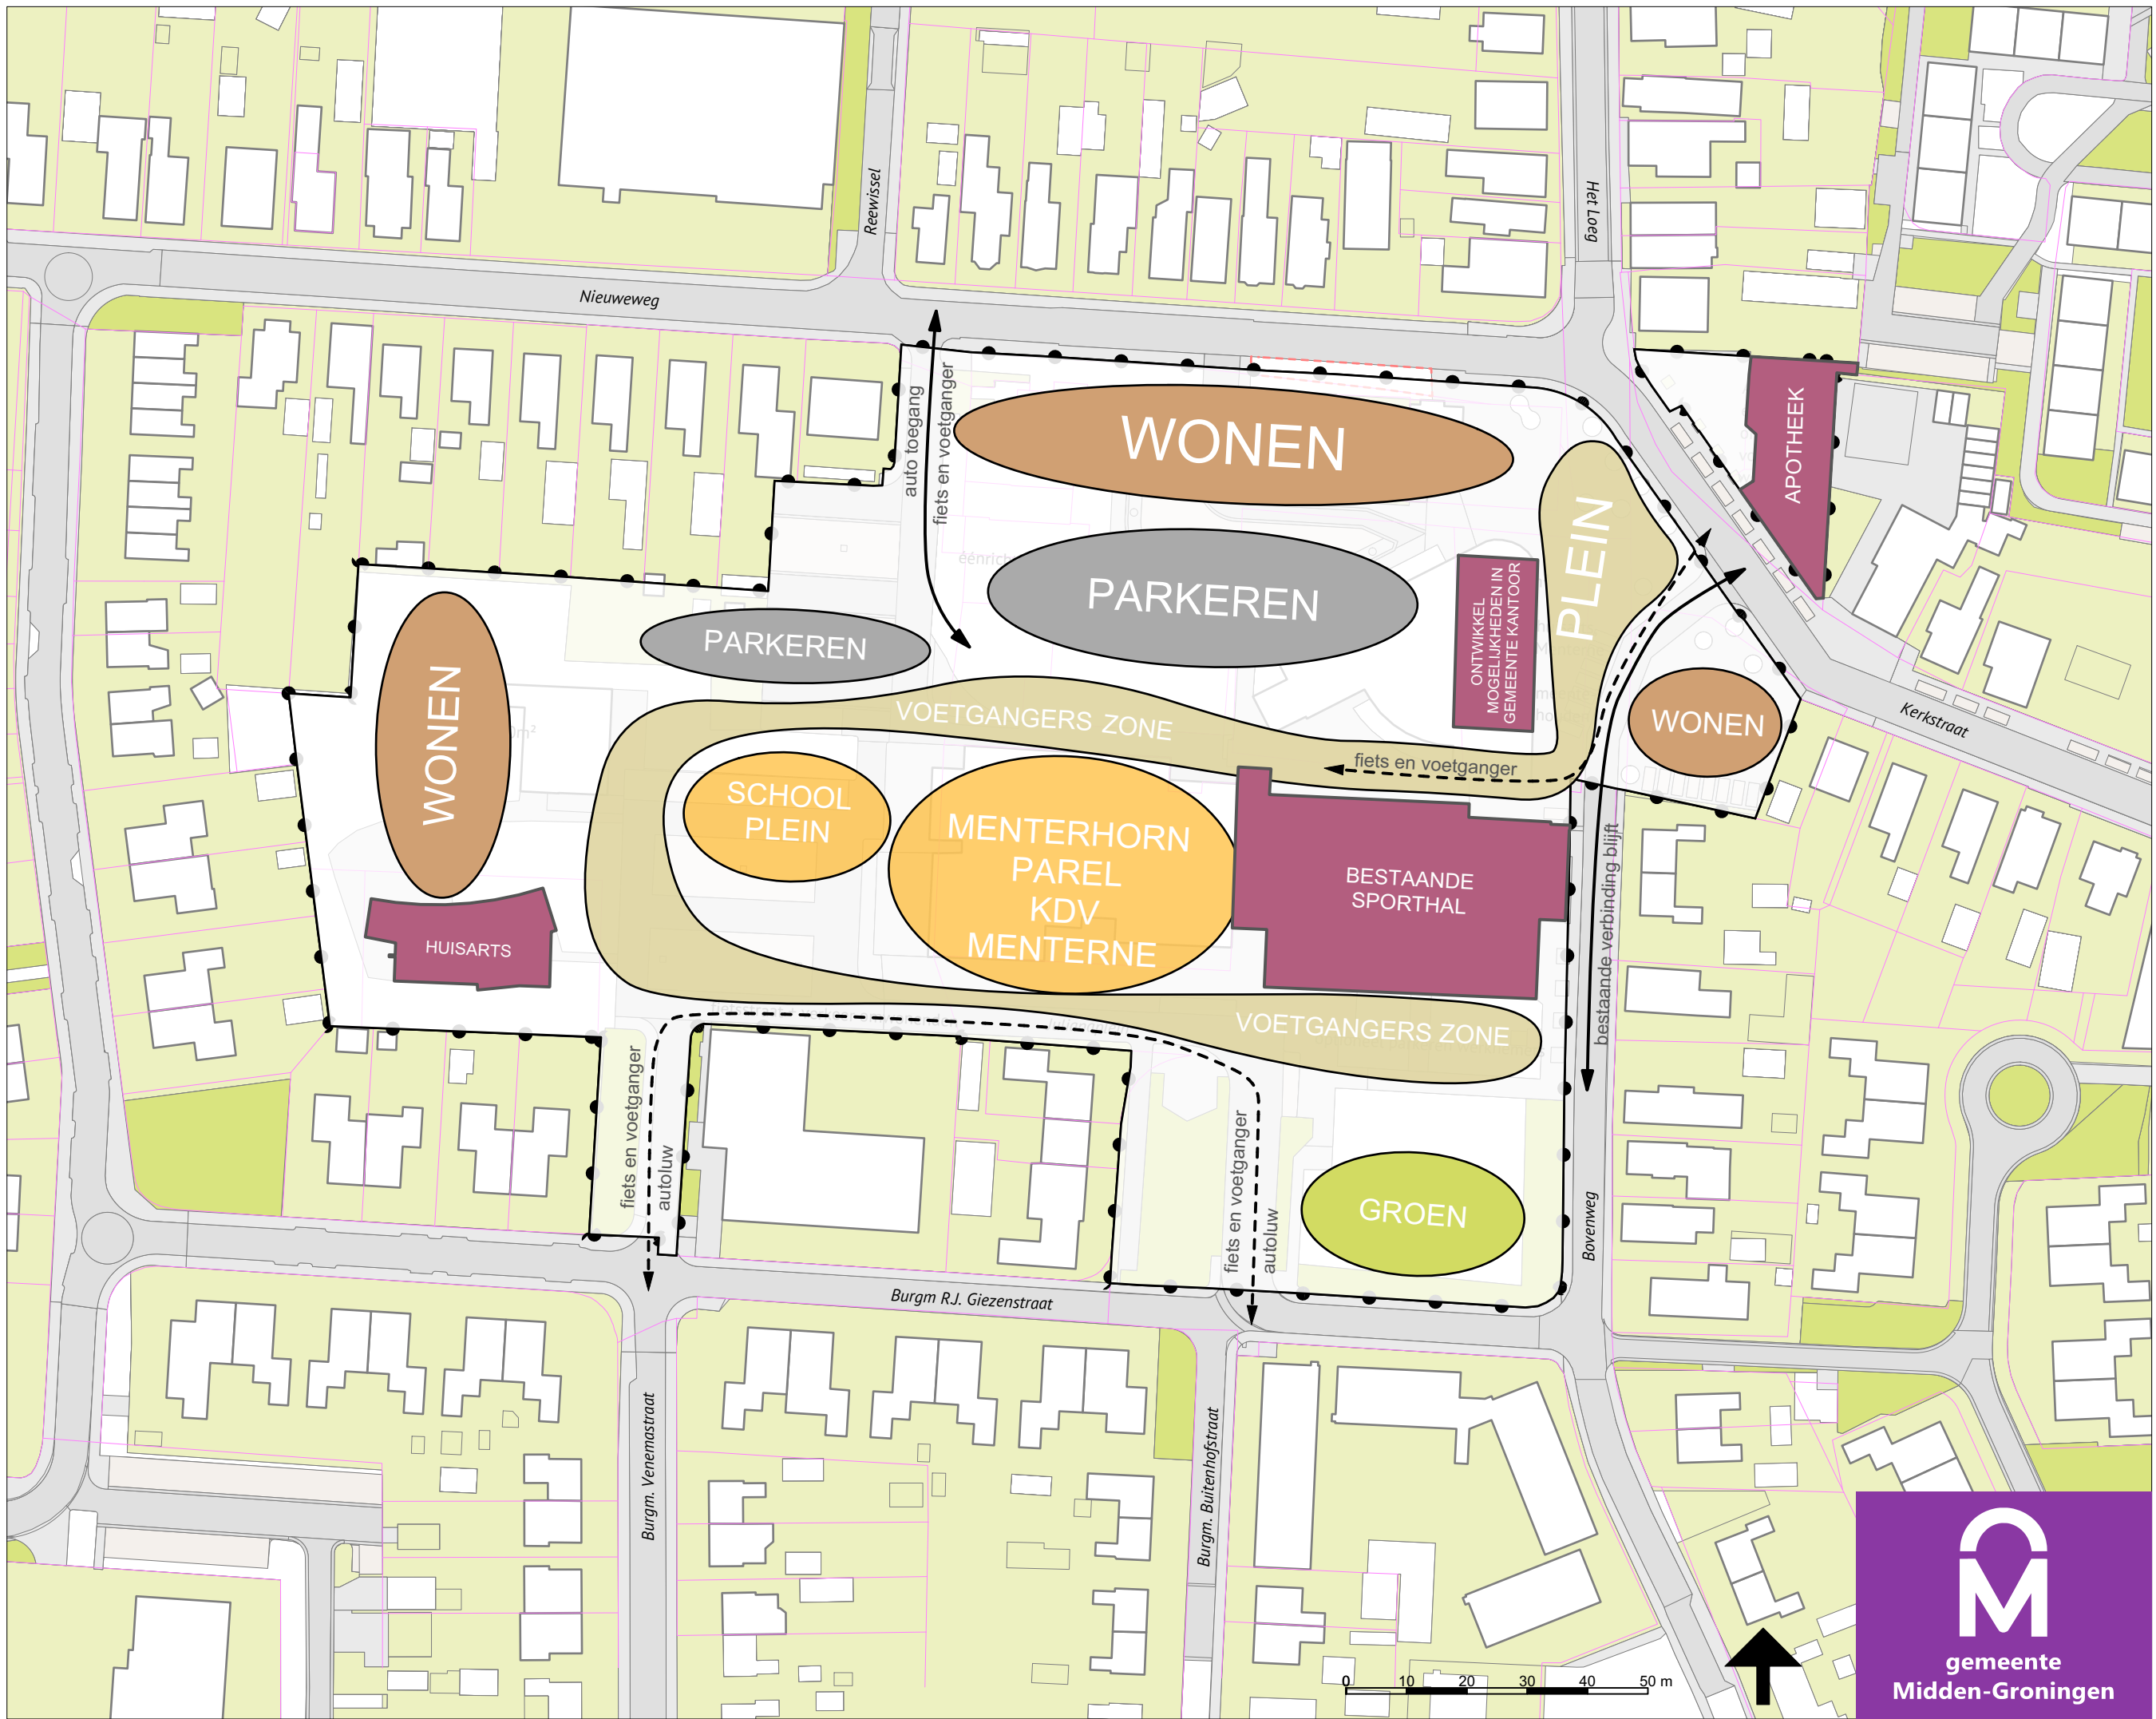 Reewissel
Het Loeg
Nieuweweg
auto toegang
fiets en voetganger
WONEN
APOTHEEK
PLEIN
PARKEREN
ONTWIKKEL
MOGELIJKHEDEN IN
GEMEENTE KANTOOR
PARKEREN
WONEN
VOETGANGERS ZONE
WONEN
Kerkstraat
fiets en voetganger
SCHOOL
PLEIN
MENTERHORN
PAREL
KDV
MENTERNE
BESTAANDE
SPORTHAL
bestaande verbinding blijft
HUISARTS
VOETGANGERS ZONE
fiets en voetganger
autoluw
fiets en voetganger
autoluw
GROEN
Bovenweg
Burgm R.J. Giezenstraat
Burgm. Venemastraat
Burgm. Buitenhofstraat
0 10 20 30 40 50 m
gemeente
Midden-Groningen